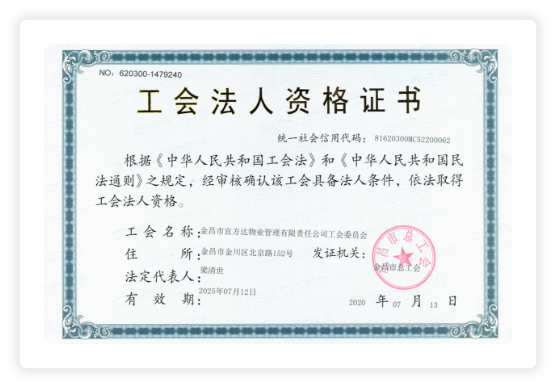 NO: 620300-1479240
工会法人资格证书
统一社会信用代码: 81620300MC52200062
根据《中华人民共和国工会法》和《中华人民共和国民
法通则》之规定，经审核确认该工会具备法人条件，依法取得
工会法人资格。
工会名称: 金昌市宜方达物业管理有限责任公司工会委员会
住 所: 金昌市金川区北京路152号 发证机关: 金昌市总工会
法定代表人: 梁清世
有 效 期: 2025年07月12日
2020 年 07 月 13 日
金昌市总工会